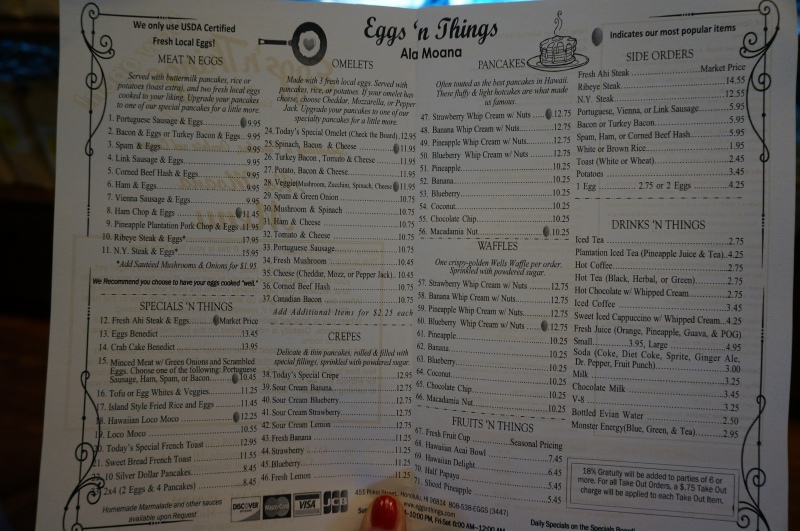 We only use USDA Certified
Fresh Local Eggs!
Eggs 'n Things
Ala Moana
Indicates our most popular items
MEAT 'N EGGS
Served with buttermilk pancakes, rice or
potatoes (toast extra), and two fresh local eggs
cooked to your liking. Upgrade your pancakes
to one of our special pancakes for a little more.
1. Portuguese Sausage & Eggs 9.95
2. Bacon & Eggs or Turkey Bacon & Eggs 9.95
3. Spam & Eggs 9.95
4. Link Sausage & Eggs 9.95
5. Corned Beef Hash & Eggs 9.95
6. Ham & Eggs 9.95
7. Vienna Sausage & Eggs 9.95
8. Ham Chop & Eggs 11.45
9. Pineapple Plantation Pork Chop & Eggs 11.95
10. Ribeye Steak & Eggs* 17.95
11. N.Y. Steak & Eggs* 15.95
*Add Sautéed Mushrooms & Onions for $1.95
We Recommend you choose to have your eggs cooked "well."
SPECIALS 'N THINGS
12. Fresh Ahi Steak & Eggs Market Price
13. Eggs Benedict 13.45
14. Crab Cake Benedict 13.95
15. Minced Meat w/ Green Onions and Scrambled
Eggs. Choose one of the following: Portuguese
Sausage, Ham, Spam, or Bacon 10.45
16. Tofu or Egg Whites & Veggies 11.25
17. Island Style Fried Rice and Eggs 11.45
18. Hawaiian Loco Moco 12.25
19. Loco Moco 10.55
20. Today's Special French Toast 12.95
21. Sweet Bread French Toast 11.55
22. 10 Silver Dollar Pancakes 8.45
23. 2x4 (2 Eggs & 4 Pancakes) 8.45
Homemade Marmalade and other sauces
available upon Request
OMELETS
Made with 3 fresh local eggs. Served with
pancakes, rice, or potatoes. If your omelet has
cheese, choose Cheddar, Mozzarella, or Pepper
Jack. Upgrade your pancakes to one of our
specialty pancakes for a little more.
24. Today's Special Omelet (Check the Board) 12.95
25. Spinach, Bacon & Cheese 11.95
26. Turkey Bacon, Tomato & Cheese 11.95
27. Potato, Bacon & Cheese 11.95
28. Veggie(Mushroom, Zucchini, Spinach, Cheese) 11.95
29. Spam & Green Onion 10.75
30. Mushroom & Spinach 10.75
31. Ham & Cheese 10.75
32. Tomato & Cheese 10.75
33. Portuguese Sausage 10.75
34. Fresh Mushroom 10.45
35. Cheese (Cheddar, Mozz, or Pepper Jack) 10.45
36. Corned Beef Hash 10.75
37. Canadian Bacon 10.75
Add Additional Items for $2.25 each
CREPES
Delicate & thin pancakes, rolled & filled with
special fillings, sprinkled with powdered sugar.
38. Today's Special Crepe 12.95
39. Sour Cream Banana 12.75
40. Sour Cream Blueberry 12.75
41. Sour Cream Strawberry 12.75
42. Sour Cream Lemon 12.75
43. Fresh Banana 11.25
44. Strawberry 11.25
45. Blueberry 11.25
46. Fresh Lemon 11.25
PANCAKES
Often touted as the best pancakes in Hawaii.
These fluffy & light hotcakes are what made
us famous.
47. Strawberry Whip Cream w/ Nuts 12.75
48. Banana Whip Cream w/ Nuts 12.75
49. Pineapple Whip Cream w/ Nuts 12.75
50. Blueberry Whip Cream w/ Nuts 12.75
51. Pineapple 10.25
52. Banana 10.25
53. Blueberry 10.25
54. Coconut 10.25
55. Chocolate Chip 10.25
56. Macadamia Nut 10.25
WAFFLES
One crispy-golden Wells Waffle per order.
Sprinkled with powdered sugar.
57. Strawberry Whip Cream w/ Nuts 12.75
58. Banana Whip Cream w/ Nuts 12.75
59. Pineapple Whip Cream w/ Nuts 12.75
60. Blueberry Whip Cream w/ Nuts 12.75
61. Pineapple 10.25
62. Banana 10.25
63. Blueberry 10.25
64. Coconut 10.25
65. Chocolate Chip 10.25
66. Macadamia Nut 10.25
FRUITS 'N THINGS
67. Fresh Fruit Cup Seasonal Pricing
68. Hawaiian Acai Bowl 7.45
69. Hawaiian Delight 6.45
70. Half Papaya 5.45
71. Sliced Pineapple 5.45
SIDE ORDERS
Fresh Ahi Steak Market Price
Ribeye Steak 14.55
N.Y. Steak 12.55
Portuguese, Vienna, or Link Sausage 5.95
Bacon or Turkey Bacon 5.95
Spam, Ham, or Corned Beef Hash 5.95
White or Brown Rice 1.95
Toast (White or Wheat) 2.45
Potatoes 3.45
1 Egg 2.75 or 2 Eggs 4.25
DRINKS 'N THINGS
Iced Tea 2.75
Plantation Iced Tea (Pineapple Juice & Tea) 4.25
Hot Coffee 2.75
Hot Tea (Black, Herbal, or Green) 2.75
Hot Chocolate w/ Whipped Cream 2.75
Iced Coffee 3.45
Sweet Iced Cappuccino w/ Whipped Cream 4.25
Fresh Juice (Orange, Pineapple, Guava, & POG)
Small 3.95, Large 4.95
Soda (Coke, Diet Coke, Sprite, Ginger Ale,
Dr. Pepper, Fruit Punch) 3.00
Milk 3.25
Chocolate Milk 3.45
V-8 3.25
Bottled Evian Water 2.50
Monster Energy(Blue, Green, & Tea) 2.95
18% Gratuity will be added to parties of 6 or
more. For all Take Out Orders, a $.75 Take Out
charge will be applied to each Take Out Item.
DISCOVER
MasterCard
VISA
Honolulu, HI 96814 808-538-EGGS (3447)
www.eggsnthings.com
Daily Specials on the Specials Board!